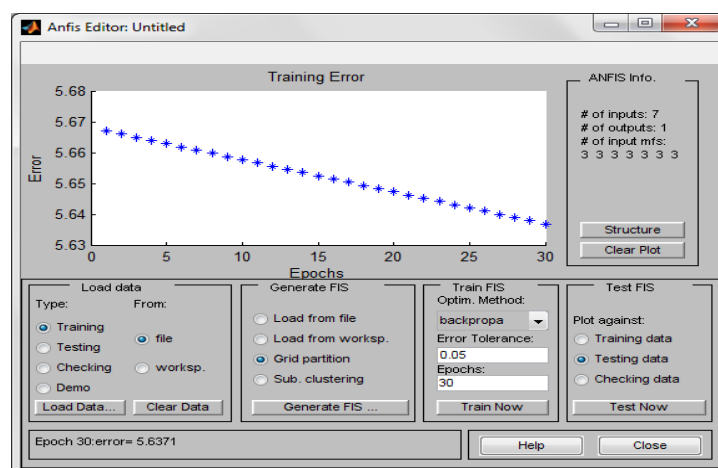 Anfis Editor: Untitled
Training Error
5.68
5.67
5.66
5.65
5.64
5.63
Error
0
5
10
15
20
25
30
Epochs
ANFIS Info.
# of inputs: 7
# of outputs: 1
# of input mfs:
3 3 3 3 3 3 3
Structure
Clear Plot
Load data
Type:
From:
Training
Testing
Checking
Demo
file
worksp.
Load Data...
Clear Data
Generate FIS
Load from file
Load from worksp.
Grid partition
Sub. clustering
Generate FIS ...
Train FIS
Optim. Method:
backpropa
Error Tolerance:
0.05
Epochs:
30
Train Now
Test FIS
Plot against:
Training data
Testing data
Checking data
Test Now
Epoch 30:error= 5.6371
Help
Close